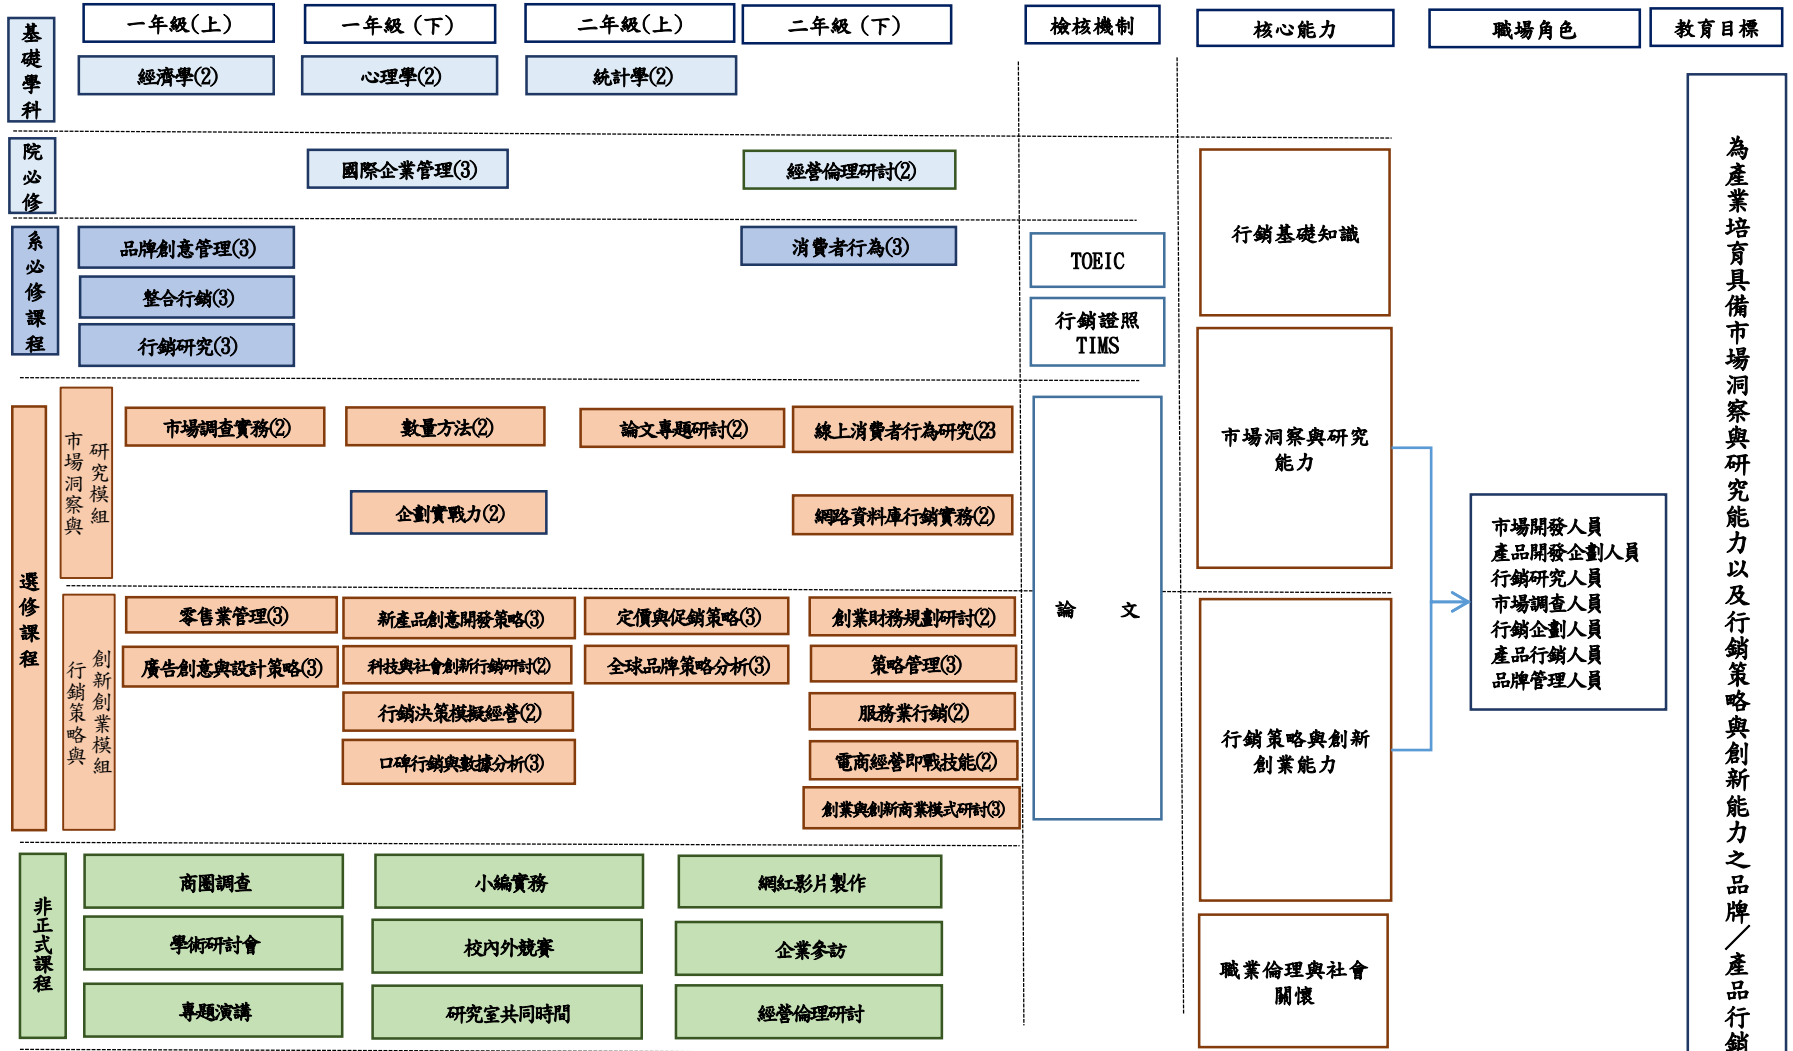 一年級(上)
一年級（下）
二年級(上)
二年級（下）
檢核機制
核心能力
職場角色
教育目標
基礎學科
經濟學(2)
心理學(2)
統計學(2)
院必修
國際企業管理(3)
經營倫理研討(2)
系必修課程
品牌創意管理(3)
消費者行為(3)
整合行銷(3)
行銷研究(3)
TOEIC
行銷證照
TIMS
選修課程
市場洞察與
研究模組
市場調查實務(2)
數量方法(2)
論文專題研討(2)
線上消費者行為研究(23
企劃實戰力(2)
網路資料庫行銷實務(2)
行銷策略與
創新創業模組
零售業管理(3)
新產品創意開發策略(3)
定價與促銷策略(3)
創業財務規劃研討(2)
廣告創意與設計策略(3)
科技與社會創新行銷研討(2)
全球品牌策略分析(3)
策略管理(3)
行銷決策模擬經營(2)
服務業行銷(2)
口碑行銷與數據分析(3)
電商經營即戰技能(2)
創業與創新商業模式研討(3)
論　文
非正式課程
商圈調查
小編實務
網紅影片製作
學術研討會
校內外競賽
企業參訪
專題演講
研究室共同時間
經營倫理研討
行銷基礎知識
市場洞察與研究
能力
行銷策略與創新
創業能力
職業倫理與社會
關懷
市場開發人員
產品開發企劃人員
行銷研究人員
市場調查人員
行銷企劃人員
產品行銷人員
品牌管理人員
為產業培育具備市場洞察與研究能力以及行銷策略與創新能力之品牌／產品行銷